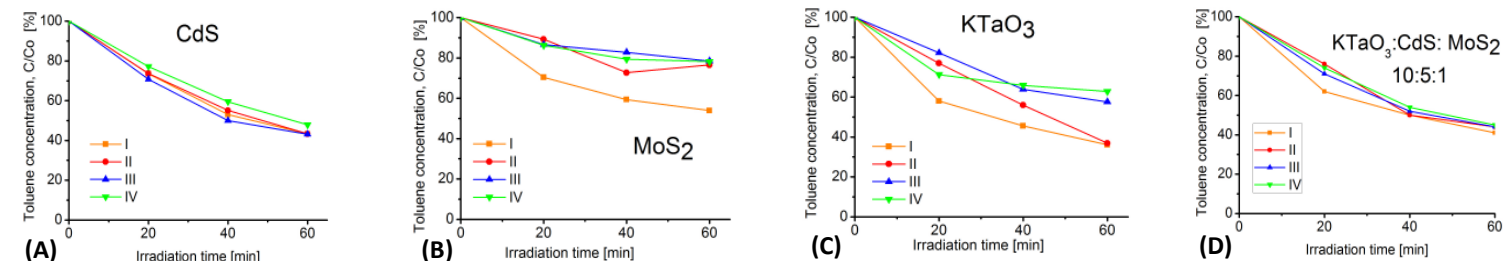 Toluene concentration, C/Co [%]
100
80
60
40
20
0
CdS
I
II
III
IV
0 20 40 60
Irradiation time [min]
(A)
Toluene concentration, C/Co [%]
100
80
60
40
20
0
MoS2
I
II
III
IV
0 20 40 60
Irradiation time [min]
(B)
Toluene concentration, C/Co [%]
100
80
60
40
20
0
KTaO3
I
II
III
IV
0 20 40 60
Irradiation time [min]
(C)
Toluene concentration, C/Co [%]
100
80
60
40
20
0
KTaO3:CdS: MoS2
10:5:1
I
II
III
IV
0 20 40 60
Irradiation time [min]
(D)